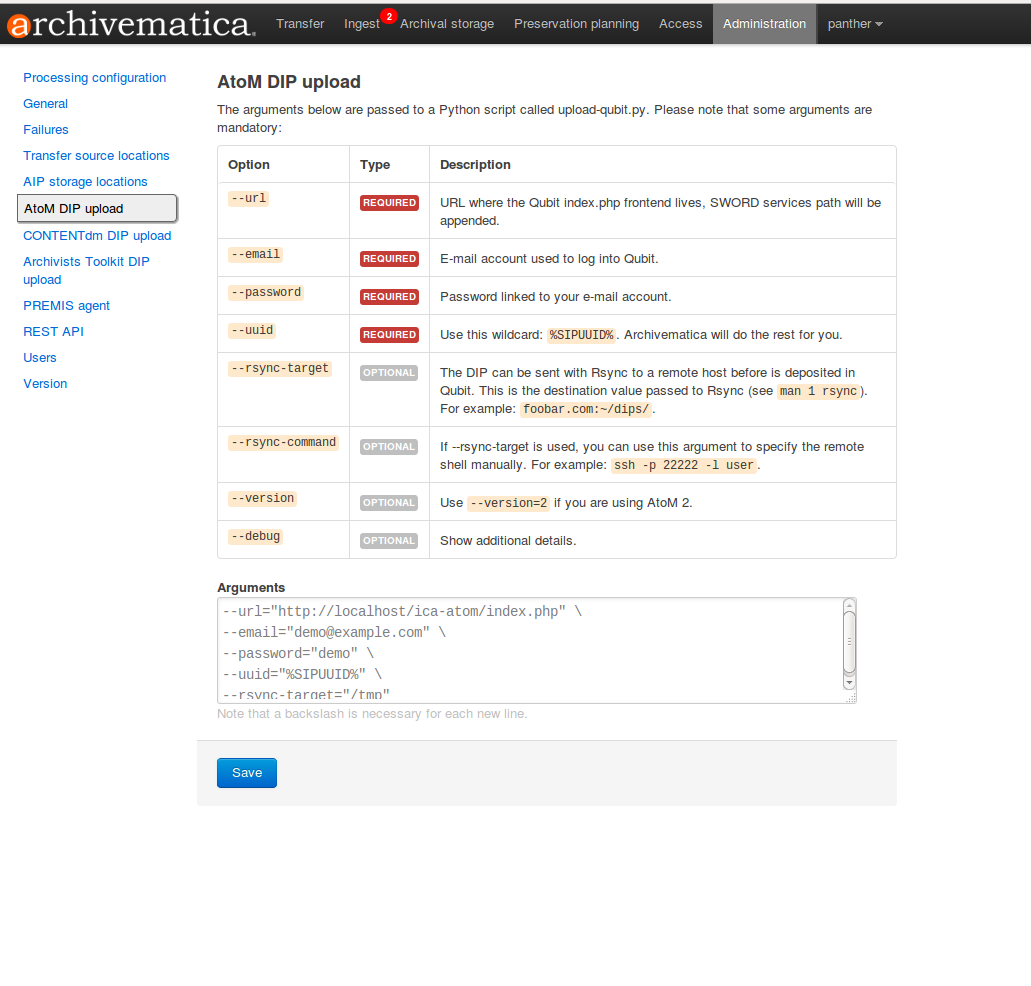 archivematica.
Transfer Ingest 2 Archival storage Preservation planning Access Administration panther
Processing configuration
General
Failures
Transfer source locations
AIP storage locations
AtoM DIP upload
CONTENTdm DIP upload
Archivists Toolkit DIP
upload
PREMIS agent
REST API
Users
Version
AtoM DIP upload
The arguments below are passed to a Python script called upload-qubit.py. Please note that some arguments are
mandatory:
Option Type Description
--url REQUIRED URL where the Qubit index.php frontend lives, SWORD services path will be
appended.
--email REQUIRED E-mail account used to log into Qubit.
--password REQUIRED Password linked to your e-mail account.
--uuid REQUIRED Use this wildcard: %SIPUUID%. Archivematica will do the rest for you.
--rsync-target OPTIONAL The DIP can be sent with Rsync to a remote host before is deposited in
Qubit. This is the destination value passed to Rsync (see man 1 rsync).
For example: foobar.com:~/dips/.
--rsync-command OPTIONAL If --rsync-target is used, you can use this argument to specify the remote
shell manually. For example: ssh -p 22222 -l user.
--version OPTIONAL Use --version=2 if you are using AtoM 2.
--debug OPTIONAL Show additional details.
Arguments
--url="http://localhost/ica-atom/index.php" \
--email="demo@example.com" \
--password="demo" \
--uuid="%SIPUUID%" \
--rsync-target="/tmp"
Note that a backslash is necessary for each new line.
Save